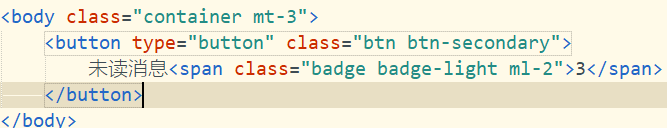 <body class="container mt-3">
<button type="button" class="btn btn-secondary">
未读消息<span class="badge badge-light ml-2">3</span>
</button>
</body>